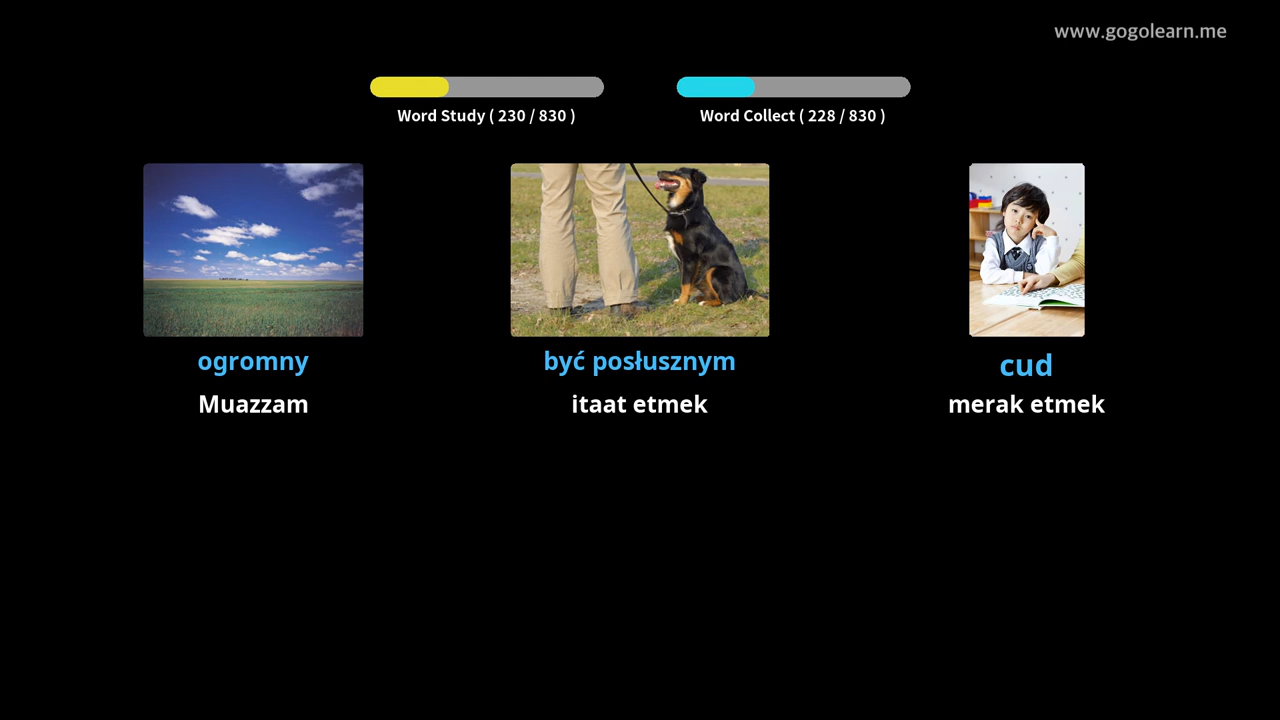 www.gogolearn.me
Word Study ( 230 / 830 )
Word Collect ( 228 / 830 )
ogromny
być posłusznym
cud
Muazzam
itaat etmek
merak etmek